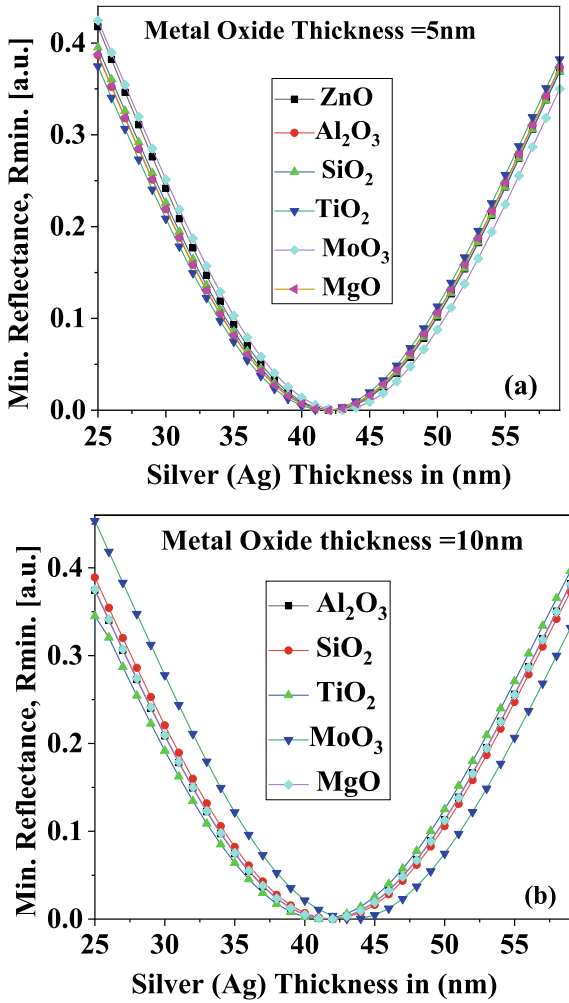 Metal Oxide Thickness =5nm
ZnO
Al₂O₃
SiO₂
TiO₂
MoO₃
MgO
Min. Reflectance, Rmin. [a.u.]
0.4
0.3
0.2
0.1
0.0
(a)
25 30 35 40 45 50 55
Silver (Ag) Thickness in (nm)
Metal Oxide thickness =10nm
Al₂O₃
SiO₂
TiO₂
MoO₃
MgO
Min. Reflectance, Rmin. [a.u.]
0.4
0.3
0.2
0.1
0.0
(b)
25 30 35 40 45 50 55
Silver (Ag) Thickness in (nm)